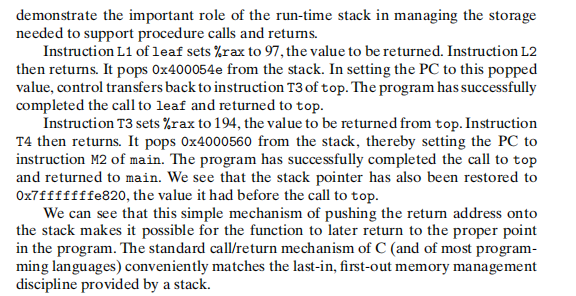 demonstrate the important role of the run-time stack in managing the storage
needed to support procedure calls and returns.
Instruction L1 of leaf sets %rax to 97, the value to be returned. Instruction L2
then returns. It pops 0x400054e from the stack. In setting the PC to this popped
value, control transfers back to instruction T3 of top. The program has successfully
completed the call to leaf and returned to top.
Instruction T3 sets %rax to 194, the value to be returned from top. Instruction
T4 then returns. It pops 0x4000560 from the stack, thereby setting the PC to
instruction M2 of main. The program has successfully completed the call to top
and returned to main. We see that the stack pointer has also been restored to
0x7fffffffe820, the value it had before the call to top.
We can see that this simple mechanism of pushing the return address onto
the stack makes it possible for the function to later return to the proper point
in the program. The standard call/return mechanism of C (and of most program-
ming languages) conveniently matches the last-in, first-out memory management
discipline provided by a stack.